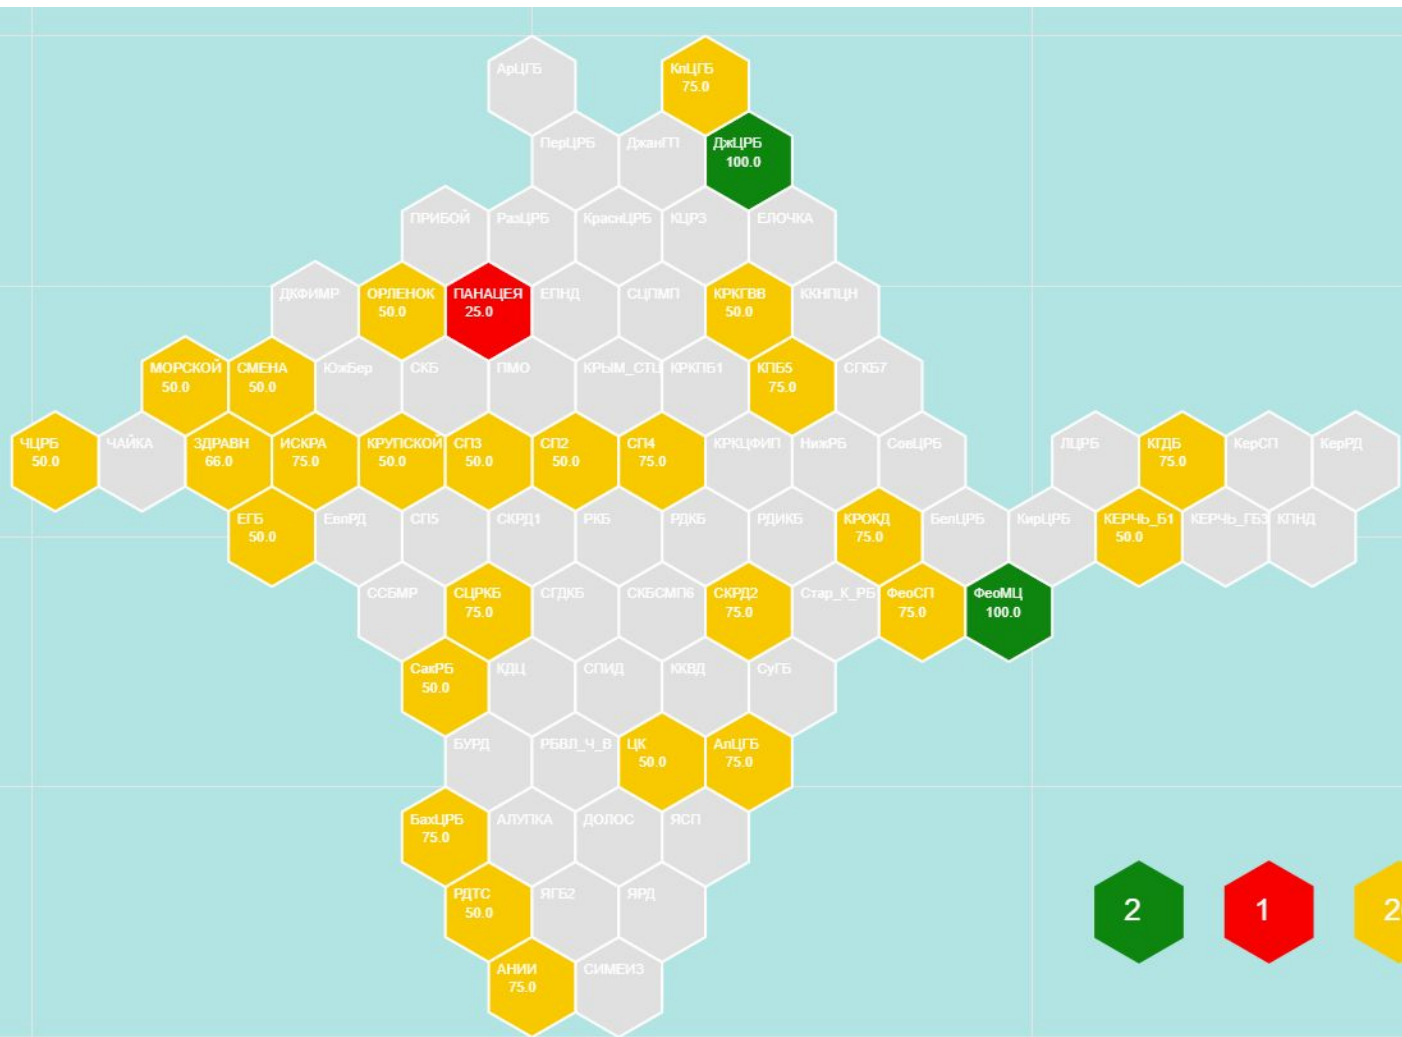 АрЦГБ
КпЦГБ
75.0
ПерЦРБ
ДжанГП
ДжЦРБ
100.0
ПРИБОЙ
РазЦРБ
КраснЦРБ
КЦРЗ
ЕЛОЧКА
ДКФИМР
ОРЛЕНОК
50.0
ПАНАЦЕЯ
25.0
ЕПНД
СЦПМП
КРКГВВ
50.0
ККНПЦН
МОРСКОЙ
50.0
СМЕНА
50.0
ЮжБер
СКБ
ПМО
КРЫМ_СТЦ
КРКПБ1
КПБ5
75.0
СГКБ7
ЧЦРБ
50.0
ЧАЙКА
ЗДРАВН
66.0
ИСКРА
75.0
КРУПСКОЙ
50.0
СП3
50.0
СП2
50.0
СП4
75.0
КРКЦФИП
НижРБ
СовЦРБ
ЛЦРБ
КГДБ
75.0
КерСП
КерРД
ЕГБ
50.0
ЕвпРД
СП5
СКРД1
РКБ
РДКБ
РДИКБ
КРОКД
75.0
БелЦРБ
КирЦРБ
КЕРЧЬ_Б1
50.0
КЕРЧЬ_ГБ3
КПНД
ССБМР
СЦРКБ
75.0
СГДКБ
СКБСМП6
СКРД2
75.0
Стар_К_РБ
ФеоСП
75.0
ФеоМЦ
100.0
СакРБ
50.0
КДЦ
СПИД
ККВД
СуГБ
БУРД
РБВЛ_Ч_В
ЦК
50.0
АлЦГБ
75.0
БахЦРБ
75.0
АЛУПКА
ДОЛОС
ЯСП
РДТС
50.0
ЯГБ2
ЯРД
АНИИ
75.0
СИМЕИЗ
2
1
2